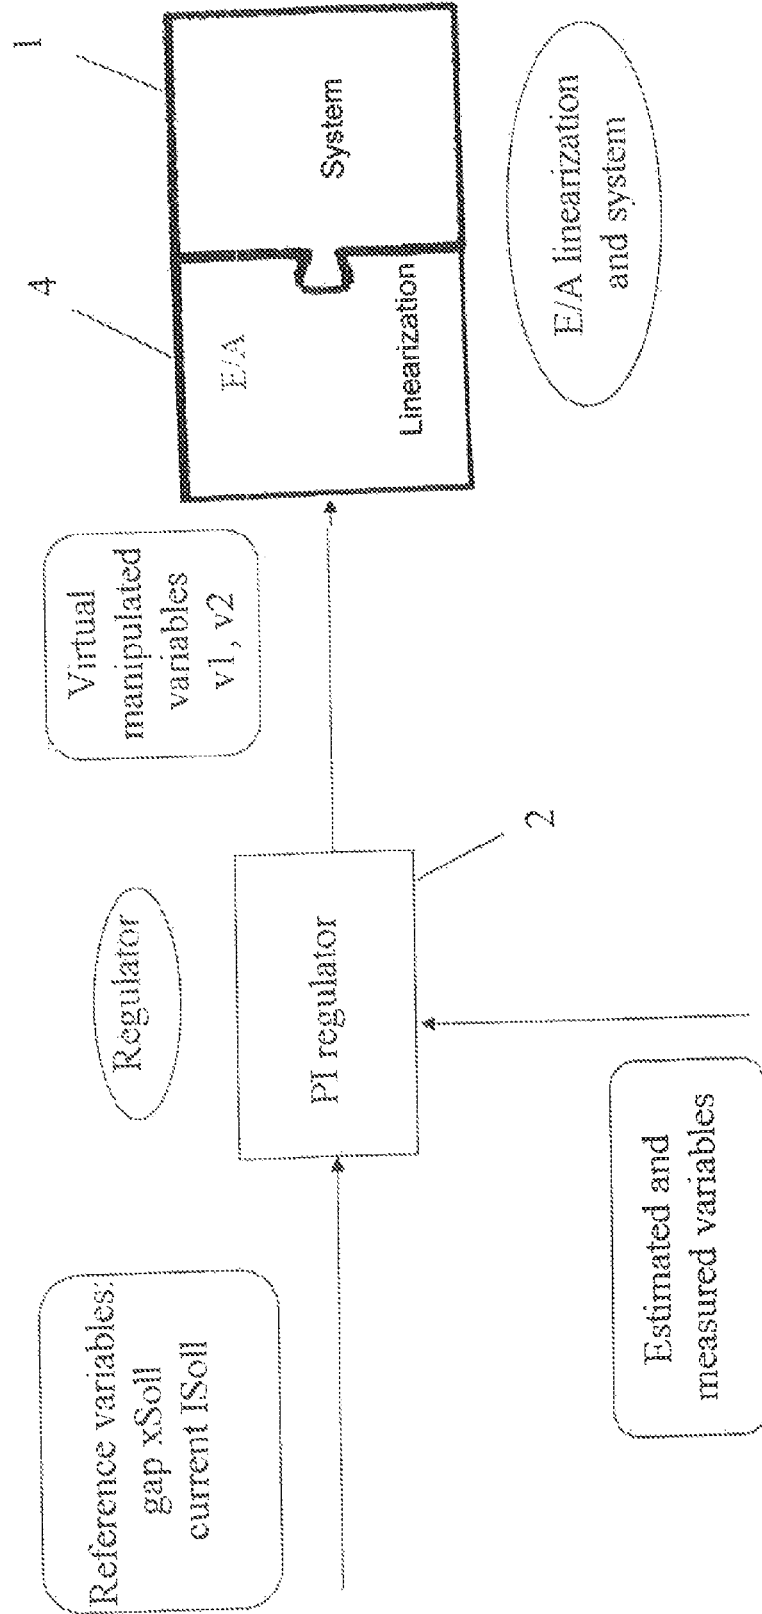 Reference variables:
gap xSoll
current ISoll
Estimated and
measured variables
Regulator
PI regulator
2
Virtual
manipulated
variables
v1, v2
4
E/A
Linearization
1
System
E/A linearization
and system